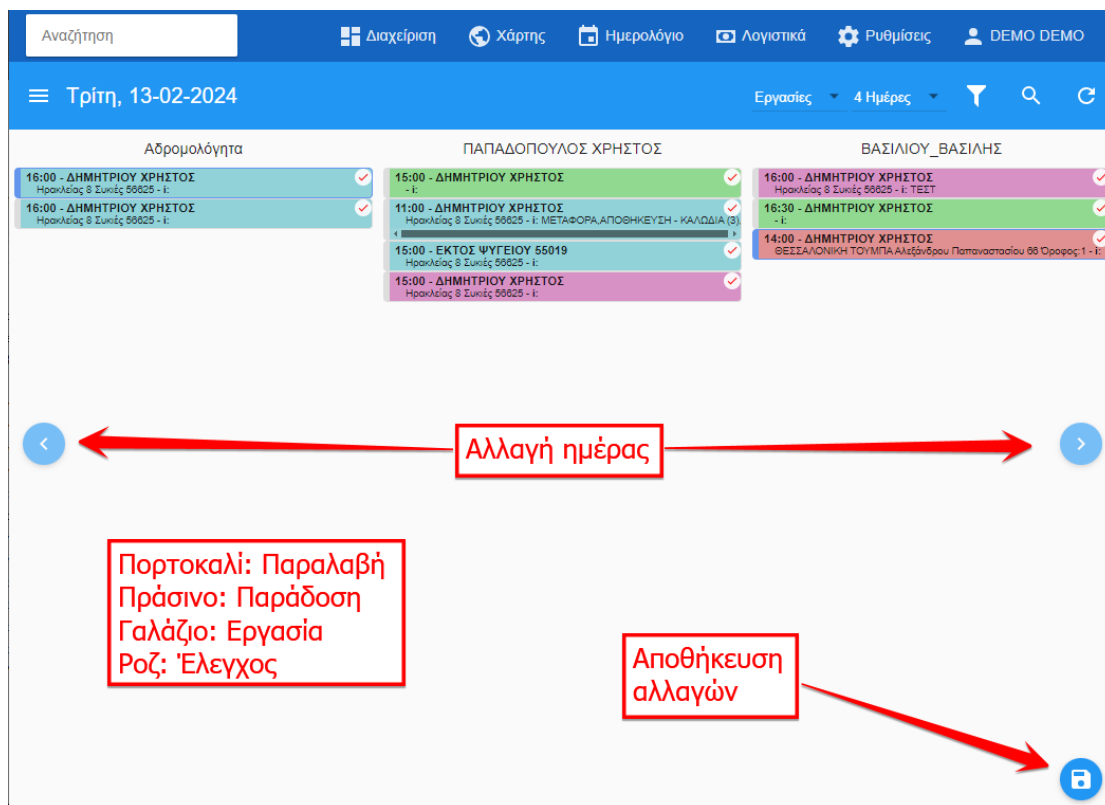 Αναζήτηση
Διαχείριση
Χάρτης
Ημερολόγιο
Λογιστικά
Ρυθμίσεις
DEMO DEMO
Τρίτη, 13-02-2024
Εργασίες
4 Ημέρες
Αδρομολόγητα
16:00 - ΔΗΜΗΤΡΙΟΥ ΧΡΗΣΤΟΣ
Ηρακλείας 8 Συκιές 56625 - i:
16:00 - ΔΗΜΗΤΡΙΟΥ ΧΡΗΣΤΟΣ
Ηρακλείας 8 Συκιές 56625 - i:
ΠΑΠΑΔΟΠΟΥΛΟΣ ΧΡΗΣΤΟΣ
15:00 - ΔΗΜΗΤΡΙΟΥ ΧΡΗΣΤΟΣ
- i:
11:00 - ΔΗΜΗΤΡΙΟΥ ΧΡΗΣΤΟΣ
Ηρακλείας 8 Συκιές 56625 - i: ΜΕΤΑΦΟΡΑ,ΑΠΟΘΗΚΕΥΣΗ - ΚΑΛΩΔΙΑ (3),
15:00 - ΕΚΤΟΣ ΨΥΓΕΙΟΥ 55019
Ηρακλείας 8 Συκιές 56625 - i:
15:00 - ΔΗΜΗΤΡΙΟΥ ΧΡΗΣΤΟΣ
Ηρακλείας 8 Συκιές 56625 - i:
ΒΑΣΙΛΙΟΥ_ΒΑΣΙΛΗΣ
16:00 - ΔΗΜΗΤΡΙΟΥ ΧΡΗΣΤΟΣ
Ηρακλείας 8 Συκιές 56625 - i: ΤΕΣΤ
16:30 - ΔΗΜΗΤΡΙΟΥ ΧΡΗΣΤΟΣ
- i:
14:00 - ΔΗΜΗΤΡΙΟΥ ΧΡΗΣΤΟΣ
ΘΕΣΣΑΛΟΝΙΚΗ ΤΟΥΜΠΑ Αλεξάνδρου Παπαναστασίου 66 Όροφος:1 - i:
Αλλαγή ημέρας
Πορτοκαλί: Παραλαβή
Πράσινο: Παράδοση
Γαλάζιο: Εργασία
Ροζ: Έλεγχος
Αποθήκευση
αλλαγών